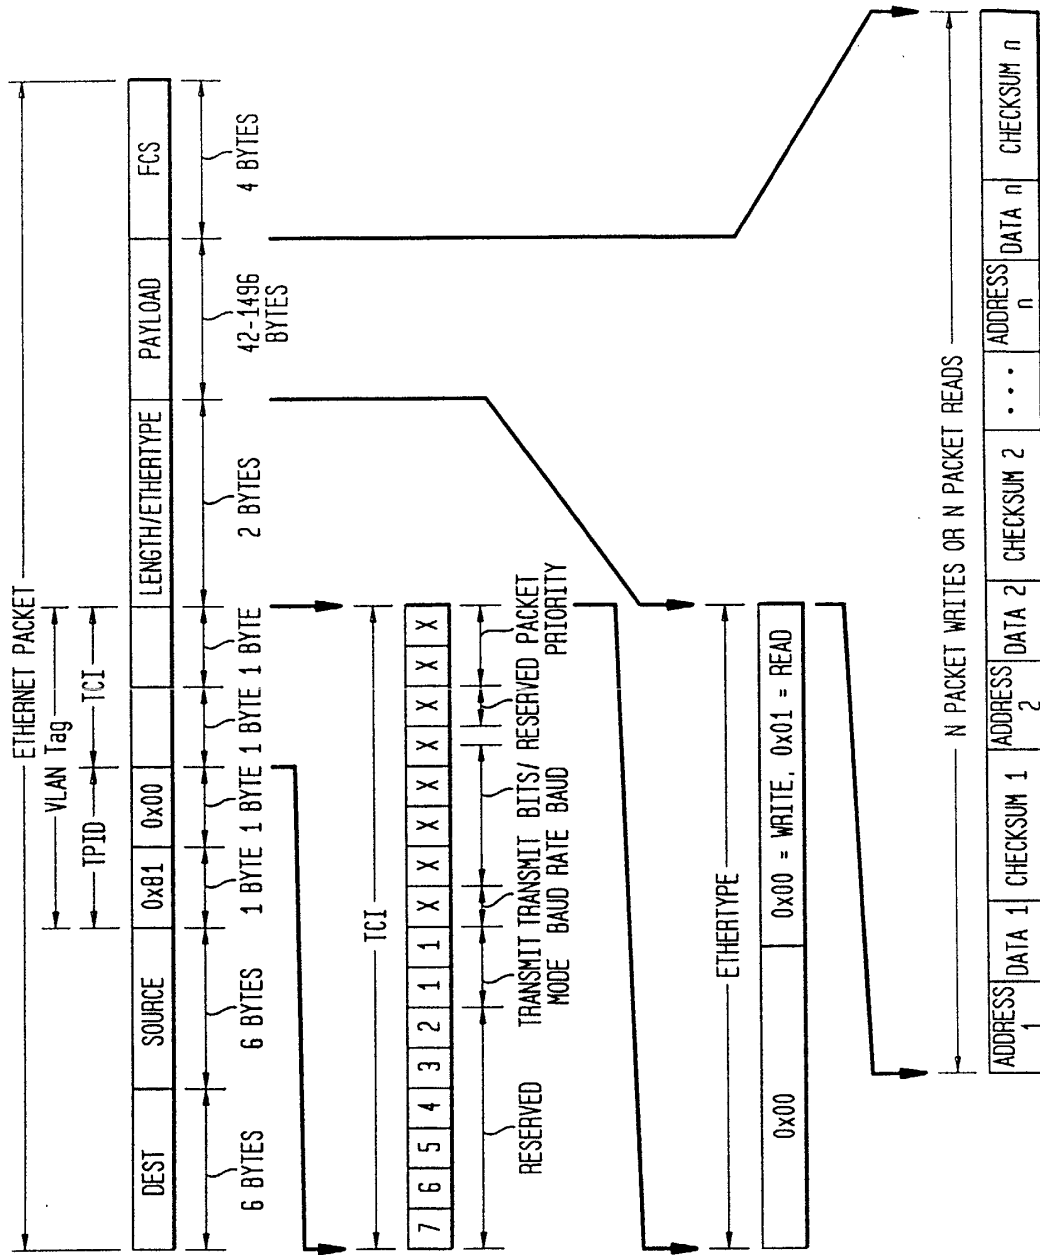 ETHERNET PACKET
VLAN Tag
TPID
TCI
DEST
SOURCE
0x81
0x00
LENGTH/ETHERTYPE
PAYLOAD
FCS
6 BYTES
6 BYTES
1 BYTE
1 BYTE
1 BYTE
1 BYTE
2 BYTES
42-1496
BYTES
4 BYTES
TCI
7 6 5 4 3 2 1 1 X X X X X X X X
RESERVED
TRANSMIT
MODE
TRANSMIT
BAUD RATE
BITS/
BAUD
RESERVED
PACKET
PRIORITY
ETHERTYPE
0x00
0x00 = WRITE, 0x01 = READ
N PACKET WRITES OR N PACKET READS
ADDRESS
1
DATA 1
CHECKSUM 1
ADDRESS
2
DATA 2
CHECKSUM 2
• • •
ADDRESS
n
DATA n
CHECKSUM n